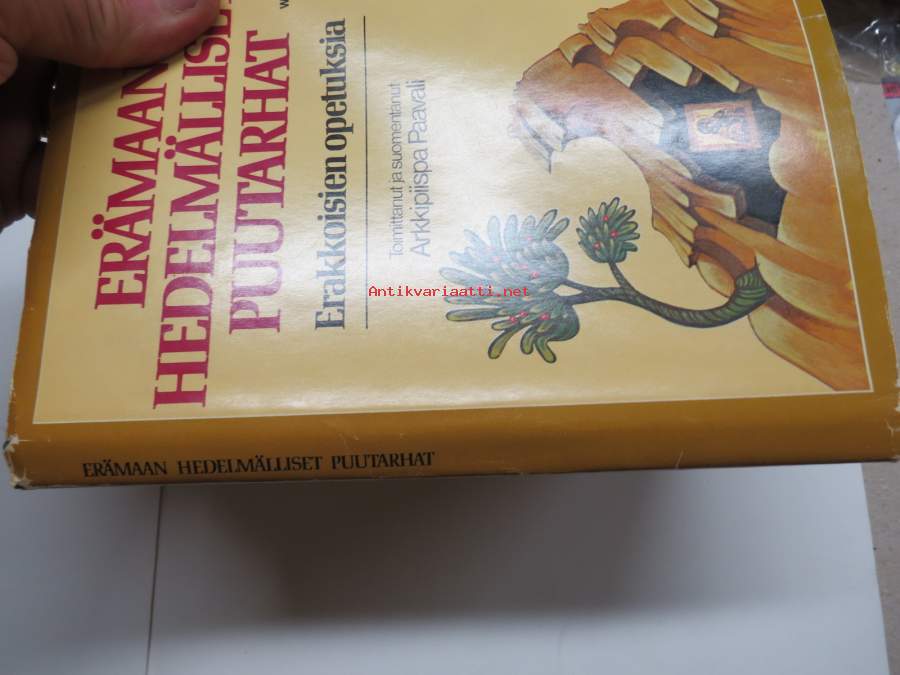 ERÄMAAN
HEDELMÄLLISET
PUUTARHAT
Erakkoisien opetuksia
Toimittanut ja suomentanut
Arkkipiispa Paavali
Antikvariaatti.net
ERÄMAAN HEDELMÄLLISET PUUTARHAT